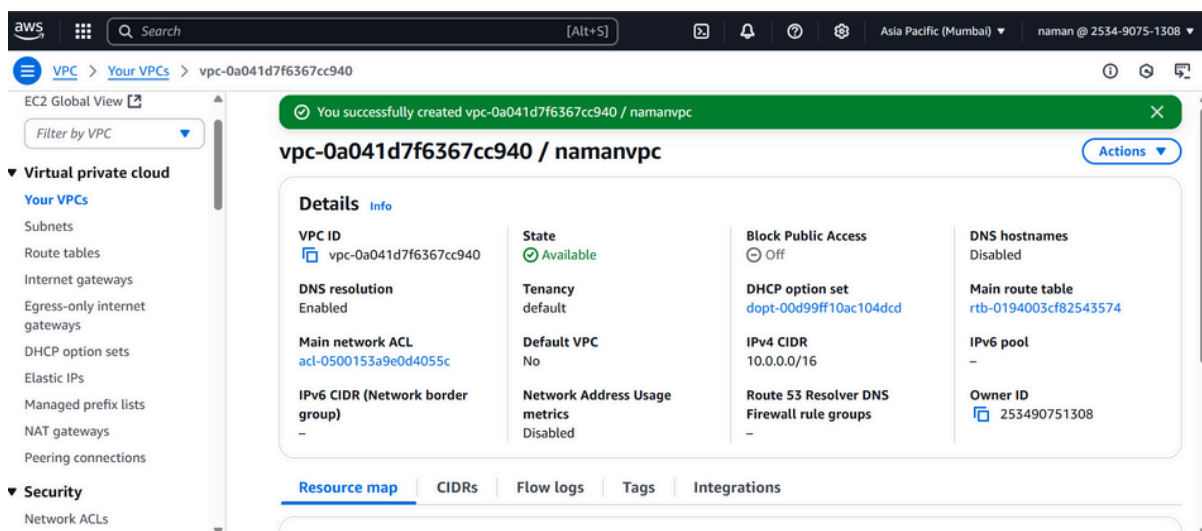 aws
Search [Alt+S]
Asia Pacific (Mumbai) ▼ naman @ 2534-9075-1308 ▼
VPC > Your VPCs > vpc-0a041d7f6367cc940
EC2 Global View
Filter by VPC
Virtual private cloud
Your VPCs
Subnets
Route tables
Internet gateways
Egress-only internet
gateways
DHCP option sets
Elastic IPs
Managed prefix lists
NAT gateways
Peering connections
Security
Network ACLs
You successfully created vpc-0a041d7f6367cc940 / namanvpc
vpc-0a041d7f6367cc940 / namanvpc
Actions
Details Info
VPC ID
vpc-0a041d7f6367cc940
State
Available
Block Public Access
Off
DNS hostnames
Disabled
DNS resolution
Enabled
Tenancy
default
DHCP option set
dopt-00d99ff10ac104dcd
Main route table
rtb-0194003cf82543574
Main network ACL
acl-0500153a9e0d4055c
Default VPC
No
IPv4 CIDR
10.0.0.0/16
IPv6 pool
–
IPv6 CIDR (Network border
group)
–
Network Address Usage
metrics
Disabled
Route 53 Resolver DNS
Firewall rule groups
–
Owner ID
253490751308
Resource map CIDRs Flow logs Tags Integrations